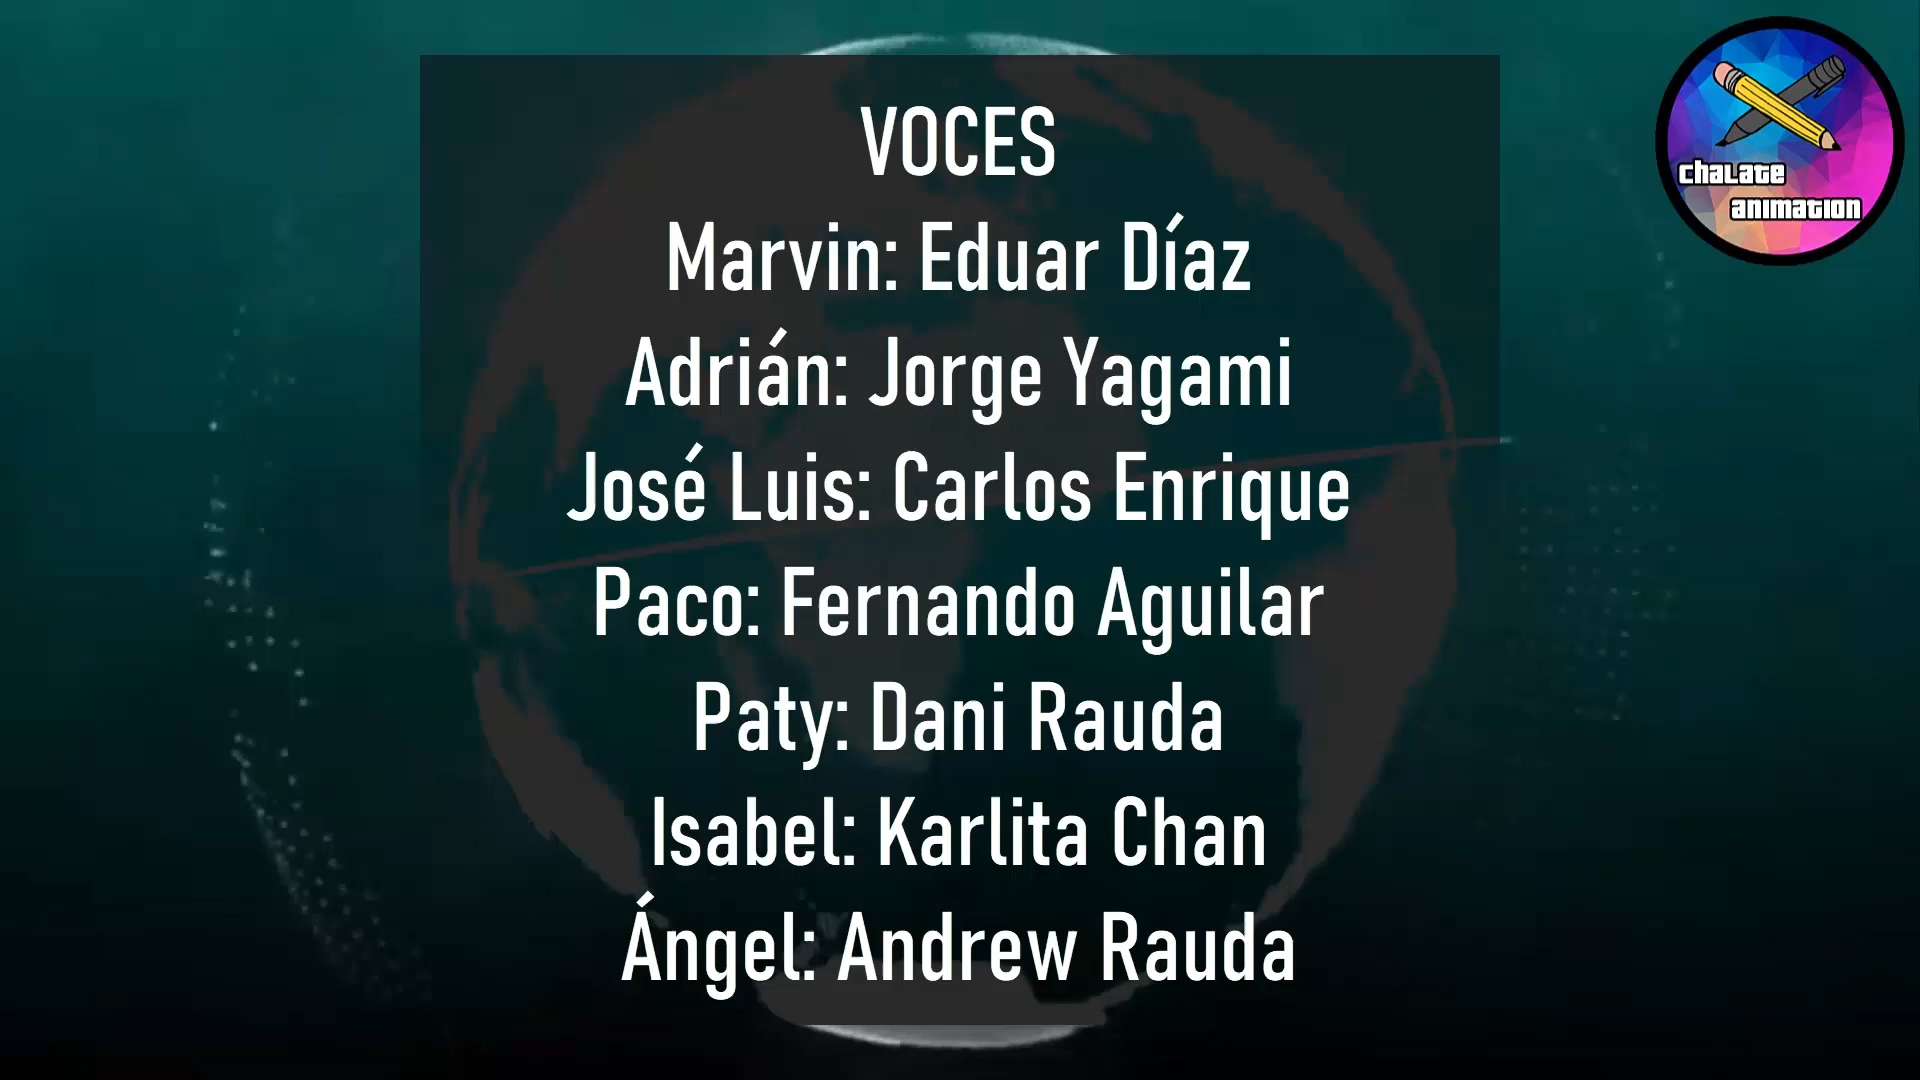 VOCES
Marvin: Eduar Díaz
Adrián: Jorge Yagami
José Luis: Carlos Enrique
Paco: Fernando Aguilar
Paty: Dani Rauda
Isabel: Karlita Chan
Ángel: Andrew Rauda
chalate
animation